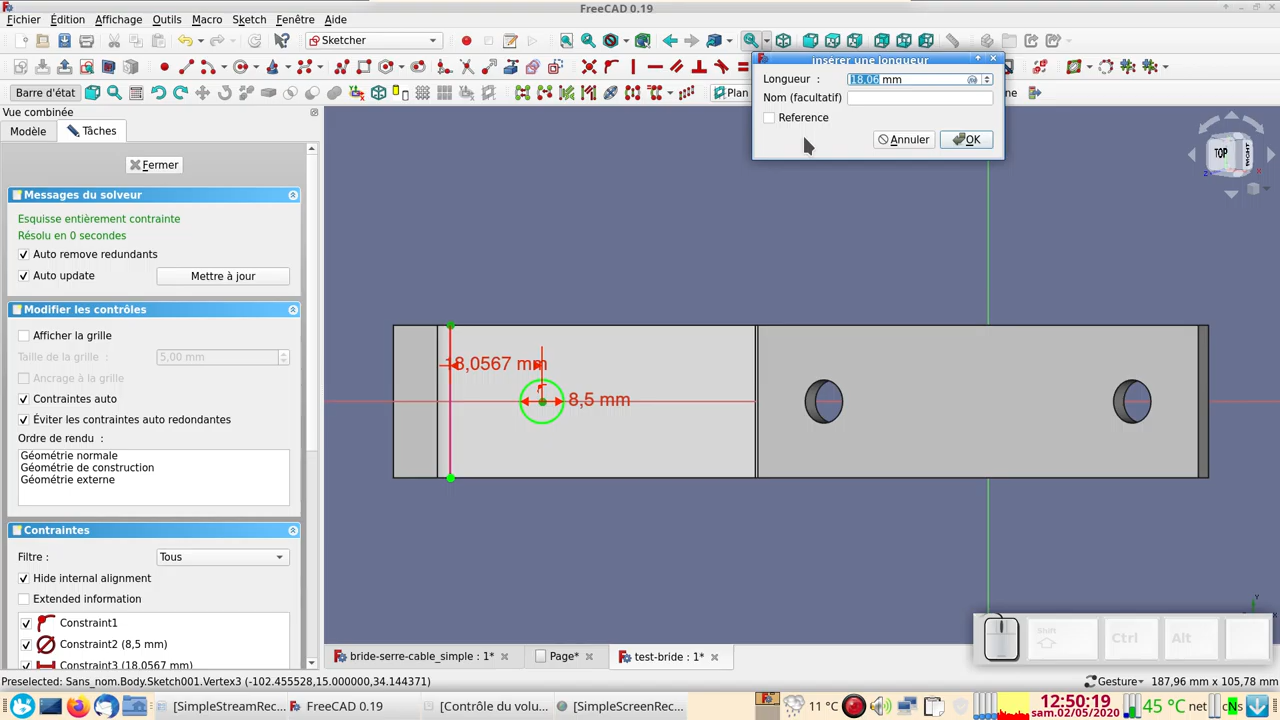 FreeCAD 0.19
Fichier Édition Affichage Outils Macro Sketch Fenêtre Aide
Sketcher
Barre d'état
Plan
ne
Vue combinée
Modèle
Tâches
Fermer
Messages du solveur
Esquisse entièrement contrainte
Résolu en 0 secondes
Auto remove redundants
Auto update
Mettre à jour
Modifier les contrôles
Afficher la grille
Taille de la grille :
5,00 mm
Ancrage à la grille
Contraintes auto
Éviter les contraintes auto redondantes
Ordre de rendu :
Géométrie normale
Géométrie de construction
Géométrie externe
Contraintes
Filtre :
Tous
Hide internal alignment
Extended information
Constraint1
Constraint2 (8,5 mm)
Constraint3 (18.0567 mm)
insérer une longueur
Longueur :
18,06 mm
Nom (facultatif)
Reference
Annuler
OK
TOP
RIGHT
18,0567 mm
8,5 mm
Shift
Ctrl
Alt
bride-serre-cable_simple : 1*
Page*
test-bride : 1*
Preselected: Sans_nom.Body.Sketch001.Vertex3 (-102.455528,15.000000,34.144371)
Gesture
187,96 mm x 105,78 mm
[SimpleStreamRec...
FreeCAD 0.19
[Contrôle du volu...
[SimpleScreenRec...
11 °C
12:50:19
sam.02/05/2020
45 °C
net
cNs